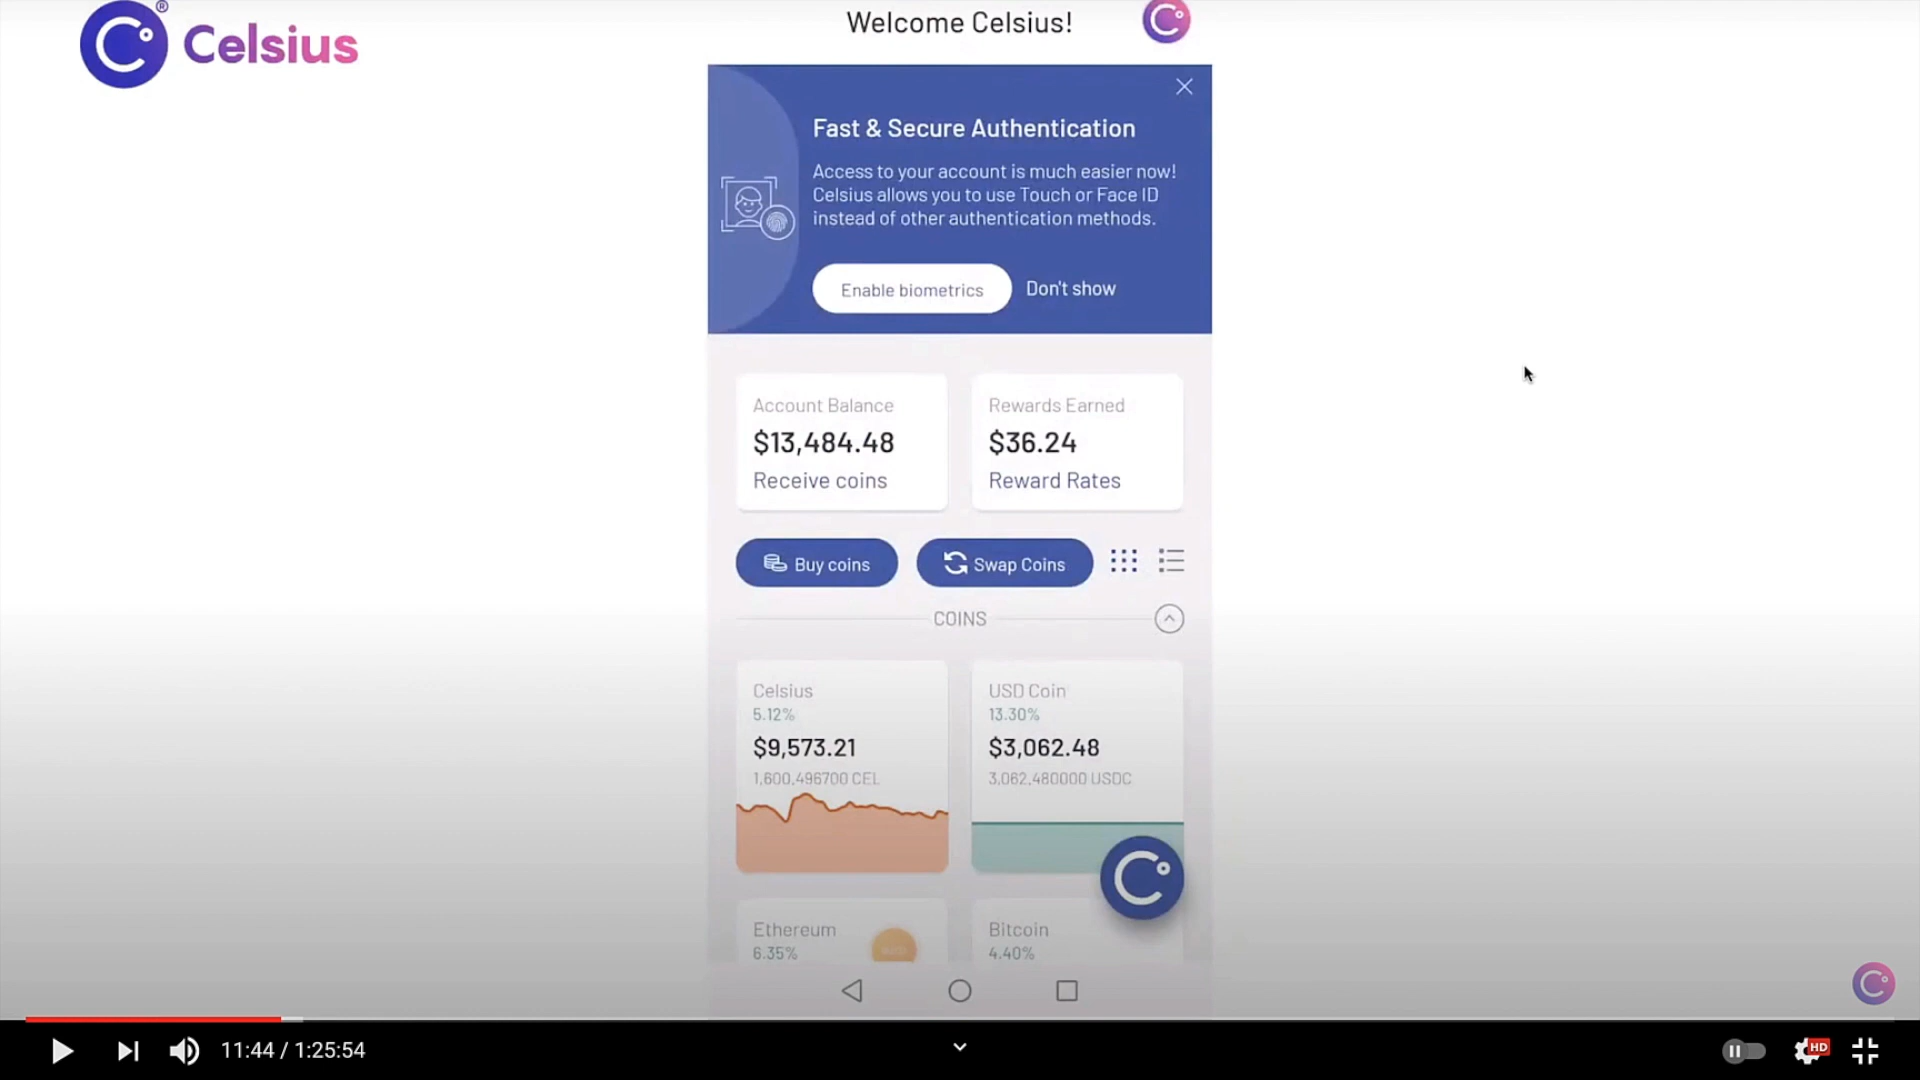 Celsius
Welcome Celsius!
Fast & Secure Authentication
Access to your account is much easier now!
Celsius allows you to use Touch or Face ID
instead of other authentication methods.
Enable biometrics
Don't show
Account Balance
$13,484.48
Receive coins
Rewards Earned
$36.24
Reward Rates
Buy coins
Swap Coins
COINS
Celsius
5.12%
$9,573.21
1,600.496700 CEL
USD Coin
13.30%
$3,062.48
3,062.480000 USDC
Ethereum
6.35%
Bitcoin
4.40%
11:44 / 1:25:54
HD